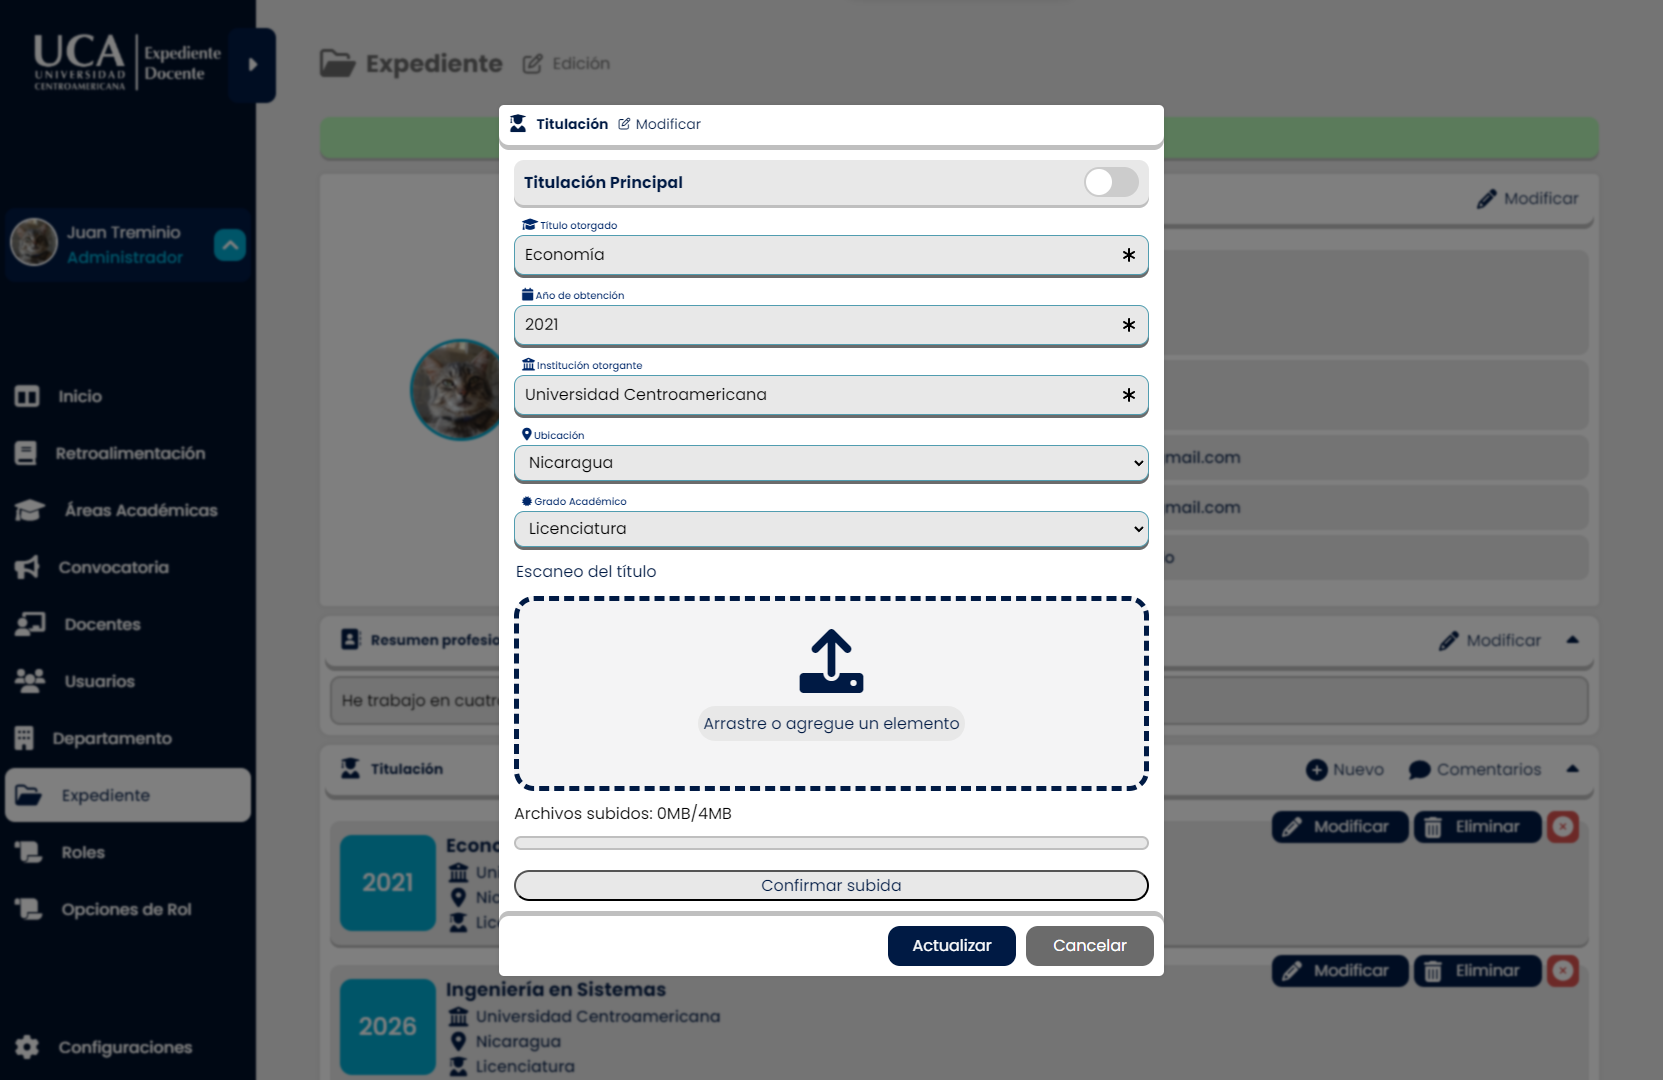 UCA
UNIVERSIDAD
CENTROAMERICANA
Expediente
Docente
Juan Treminio
Administrador
Inicio
Retroalimentación
Áreas Académicas
Convocatoria
Docentes
Usuarios
Departamento
Expediente
Roles
Opciones de Rol
Configuraciones
Expediente Edición
Titulación Modificar
Titulación Principal
Título otorgado
Economía
Año de obtención
2021
Institución otorgante
Universidad Centroamericana
Ubicación
Nicaragua
Grado Académico
Licenciatura
Escaneo del título
Arrastre o agregue un elemento
Archivos subidos: 0MB/4MB
Confirmar subida
Actualizar Cancelar
Modificar
mail.com
mail.com
o
Resumen profesio
Modificar
He trabajo en cuatr
Titulación
Nuevo Comentarios
Modificar Eliminar
2021
Econo
Un
Nic
Lic
Modificar Eliminar
2026
Ingeniería en Sistemas
Universidad Centroamericana
Nicaragua
Licenciatura